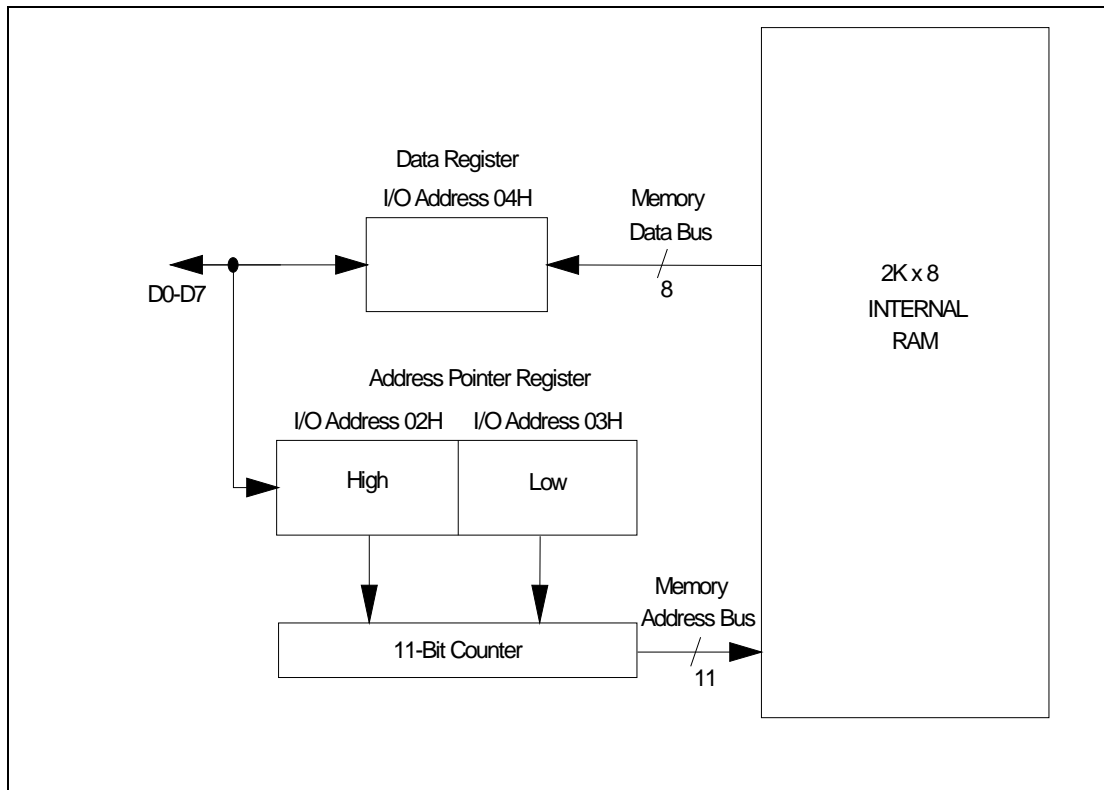 Data Register
I/O Address 04H
Memory
Data Bus
8
D0-D7
2K x 8
INTERNAL
RAM
Address Pointer Register
I/O Address 02H
I/O Address 03H
High
Low
11-Bit Counter
Memory
Address Bus
11